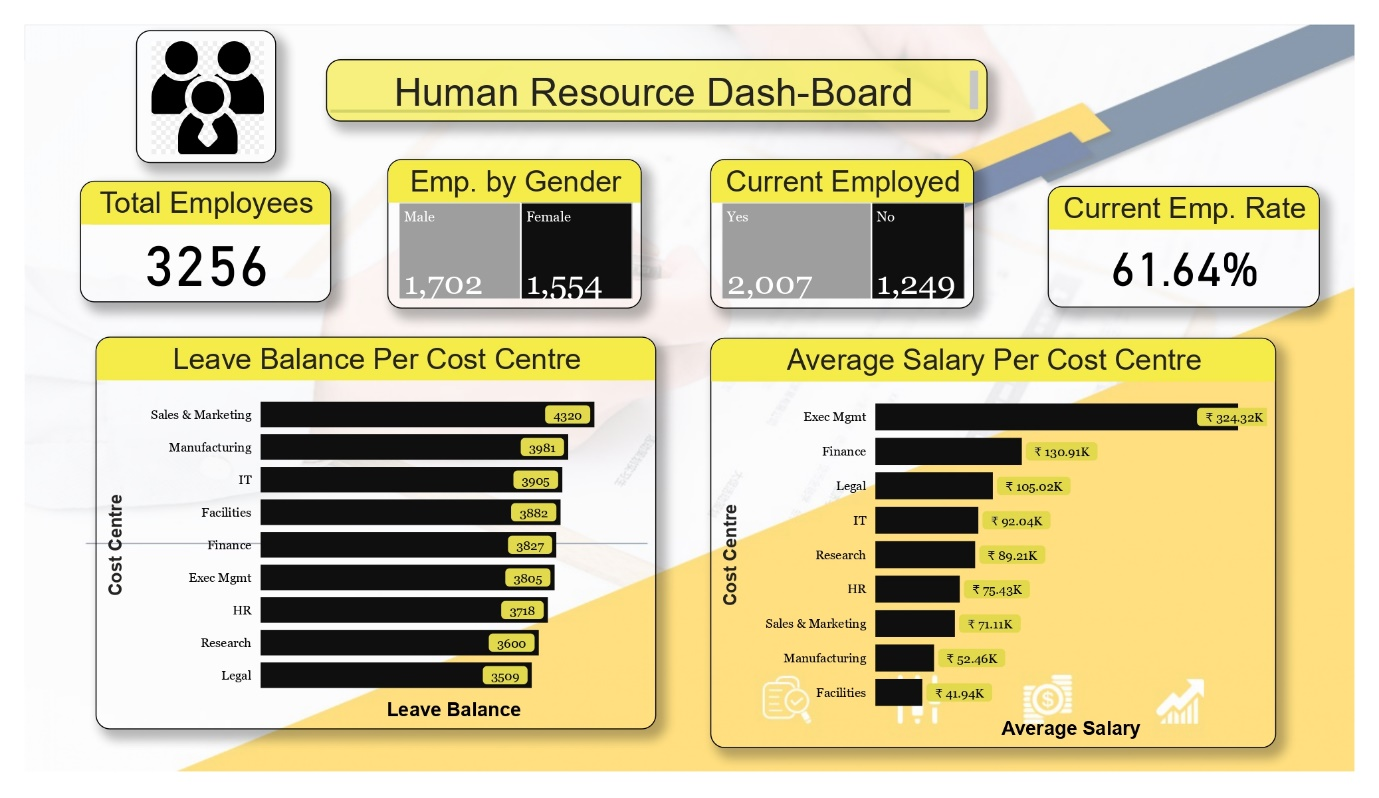 Human Resource Dash-Board
Total Employees
3256
Emp. by Gender
Male
1,702
Female
1,554
Current Employed
Yes
2,007
No
1,249
Current Emp. Rate
61.64%
Leave Balance Per Cost Centre
Cost Centre
Sales & Marketing 4320
Manufacturing 3981
IT 3905
Facilities 3882
Finance 3827
Exec Mgmt 3805
HR 3718
Research 3600
Legal 3509
Leave Balance
Average Salary Per Cost Centre
Cost Centre
Exec Mgmt ₹ 324.32K
Finance ₹ 130.91K
Legal ₹ 105.02K
IT ₹ 92.04K
Research ₹ 89.21K
HR ₹ 75.43K
Sales & Marketing ₹ 71.11K
Manufacturing ₹ 52.46K
Facilities ₹ 41.94K
Average Salary